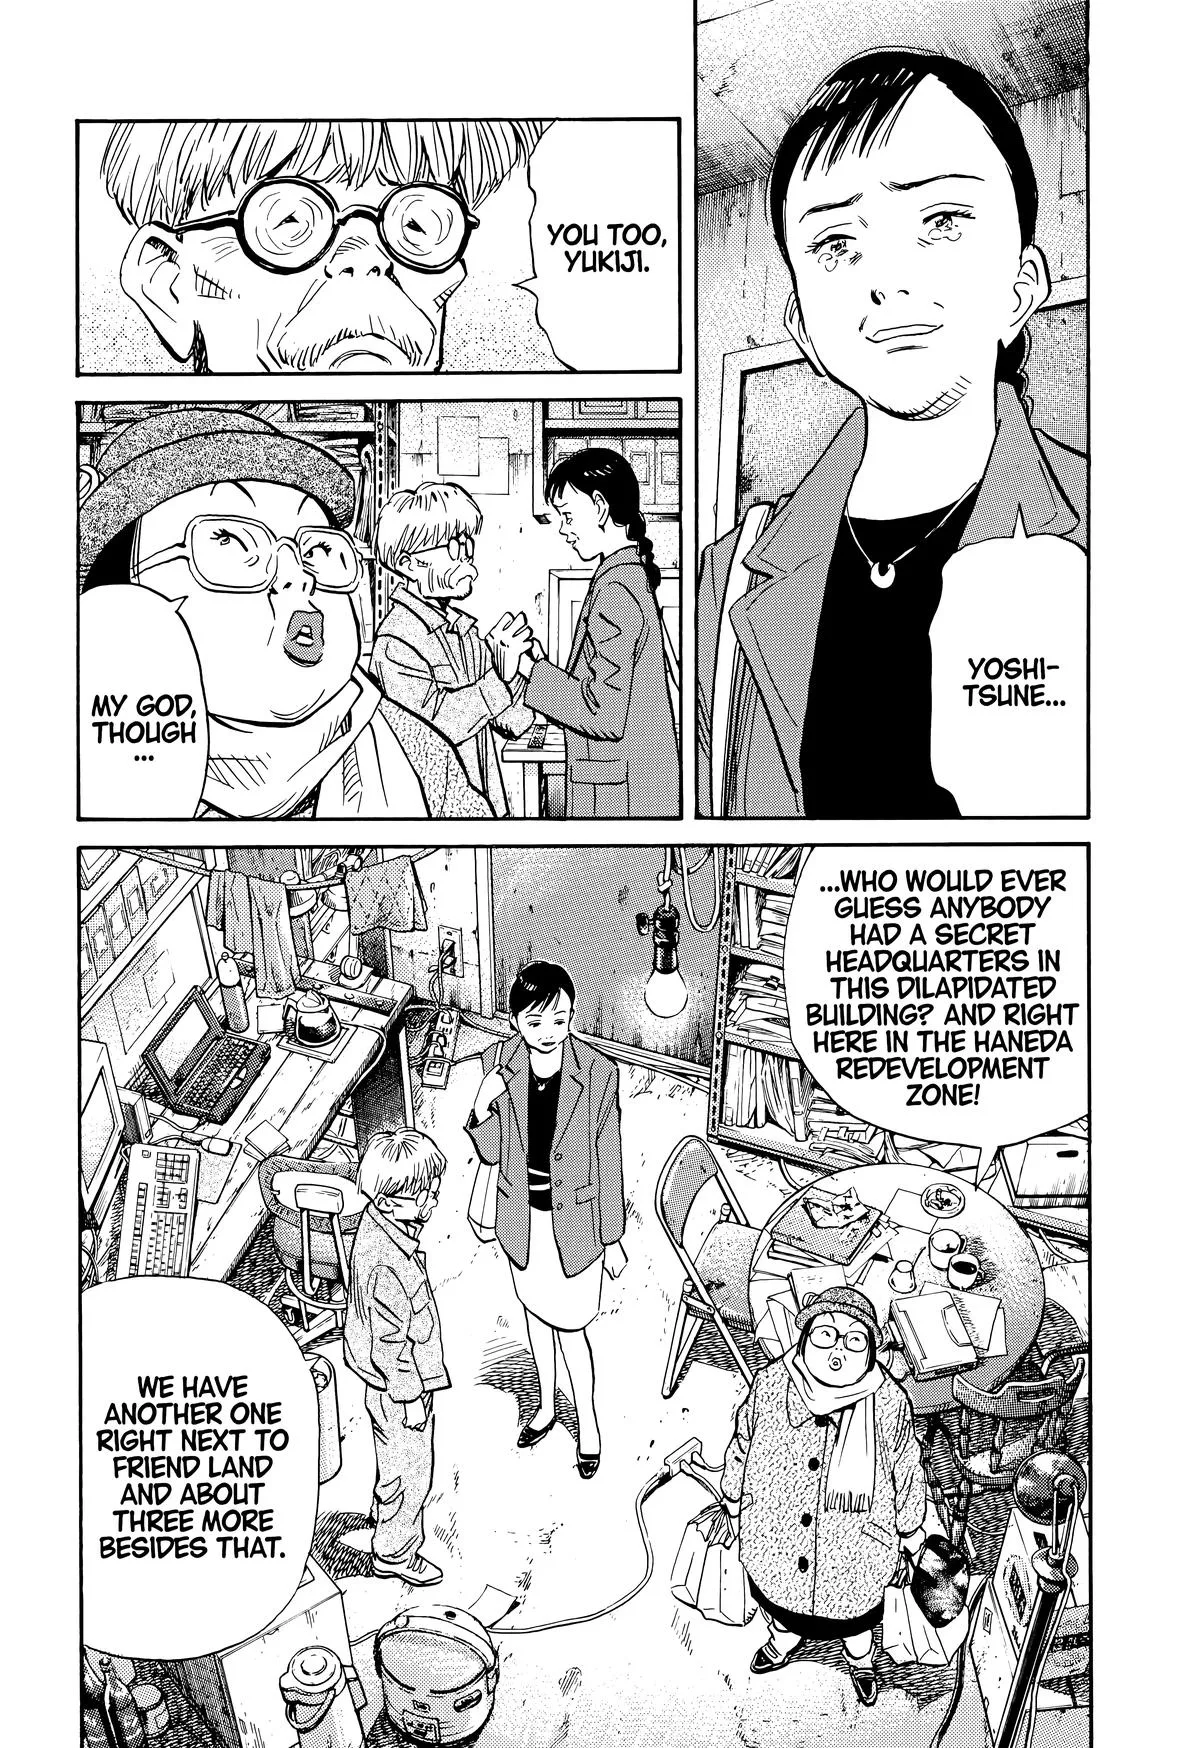 YOSHI-
TSUNE...
YOU TOO,
YUKIJI.
MY GOD,
THOUGH
...
...WHO WOULD EVER
GUESS ANYBODY
HAD A SECRET
HEADQUARTERS IN
THIS DILAPIDATED
BUILDING? AND RIGHT
HERE IN THE HANEDA
REDEVELOPMENT
ZONE!
WE HAVE
ANOTHER ONE
RIGHT NEXT TO
FRIEND LAND
AND ABOUT
THREE MORE
BESIDES THAT.